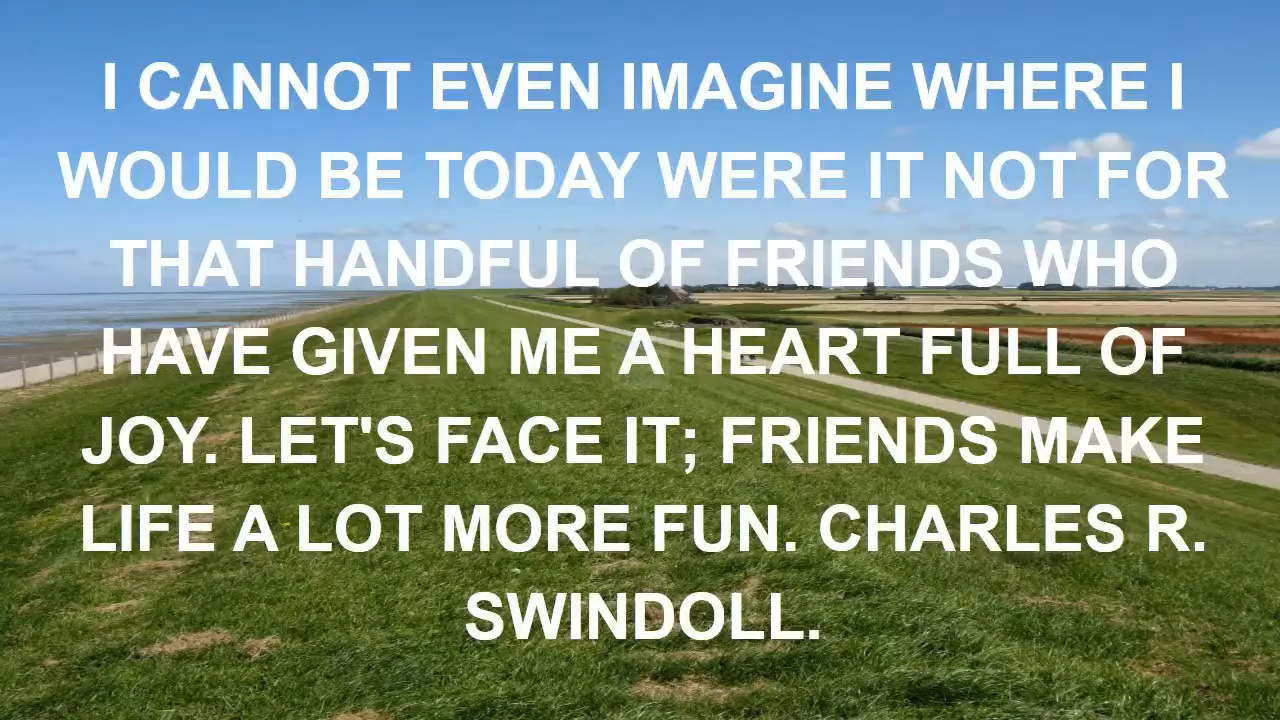 I CANNOT EVEN IMAGINE WHERE I
WOULD BE TODAY WERE IT NOT FOR
THAT HANDFUL OF FRIENDS WHO
HAVE GIVEN ME A HEART FULL OF
JOY. LET'S FACE IT; FRIENDS MAKE
LIFE A LOT MORE FUN. CHARLES R.
SWINDOLL.